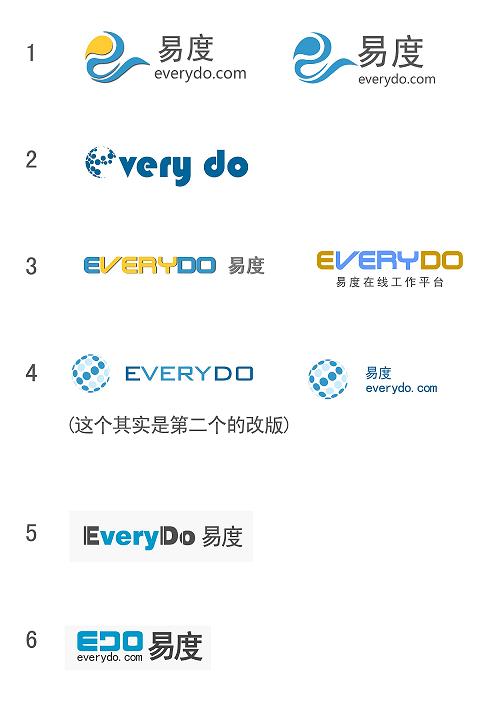 1
易度
everydo.com
易度
everydo.com
2
every do
3
EVERYDO 易度
EVERYDO
易度在线工作平台
4
EVERYDO
易度
everydo.com
(这个其实是第二个的改版)
5
EveryDo 易度
6
EDO 易度
everydo.com